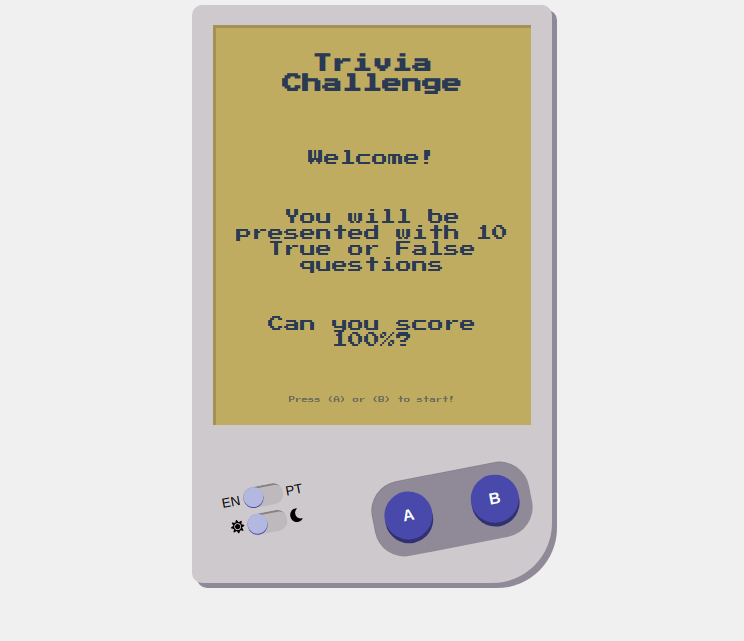 Trivia
Challenge
Welcome!
You will be
presented with 10
True or False
questions
Can you score
100%?
Press (A) or (B) to start!
EN PT
A B